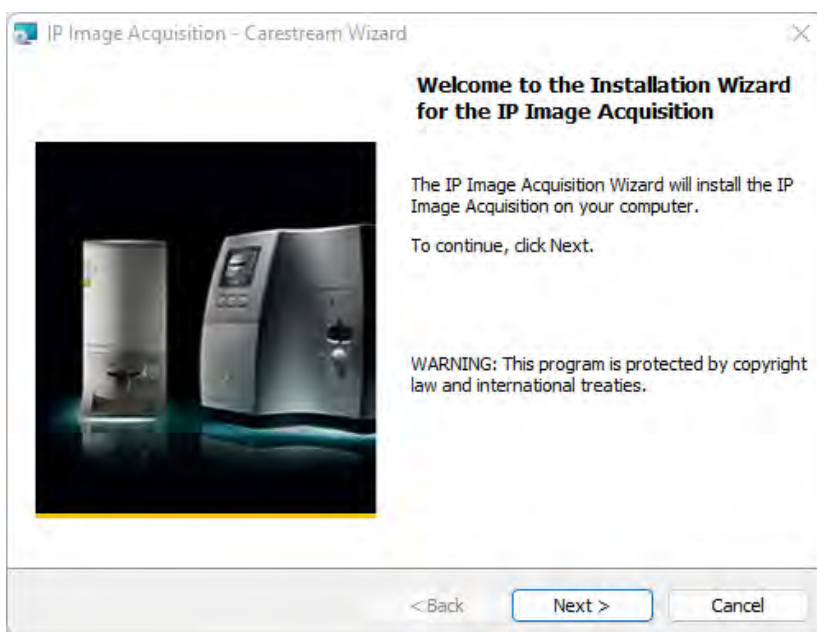 IP Image Acquisition - Carestream Wizard
Welcome to the Installation Wizard
for the IP Image Acquisition
The IP Image Acquisition Wizard will install the IP
Image Acquisition on your computer.
To continue, click Next.
WARNING: This program is protected by copyright
law and international treaties.
< Back
Next >
Cancel